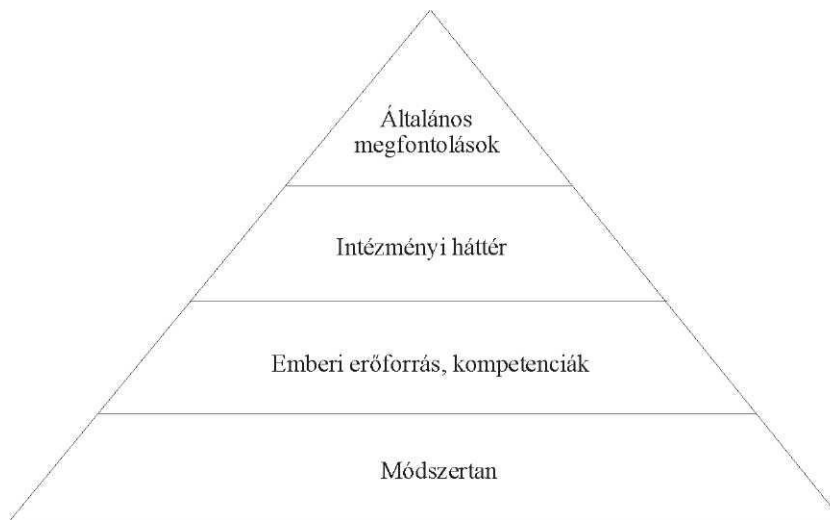 Általános
megfontolások
Intézményi háttér
Emberi erőforrás, kompetenciák
Módszertan